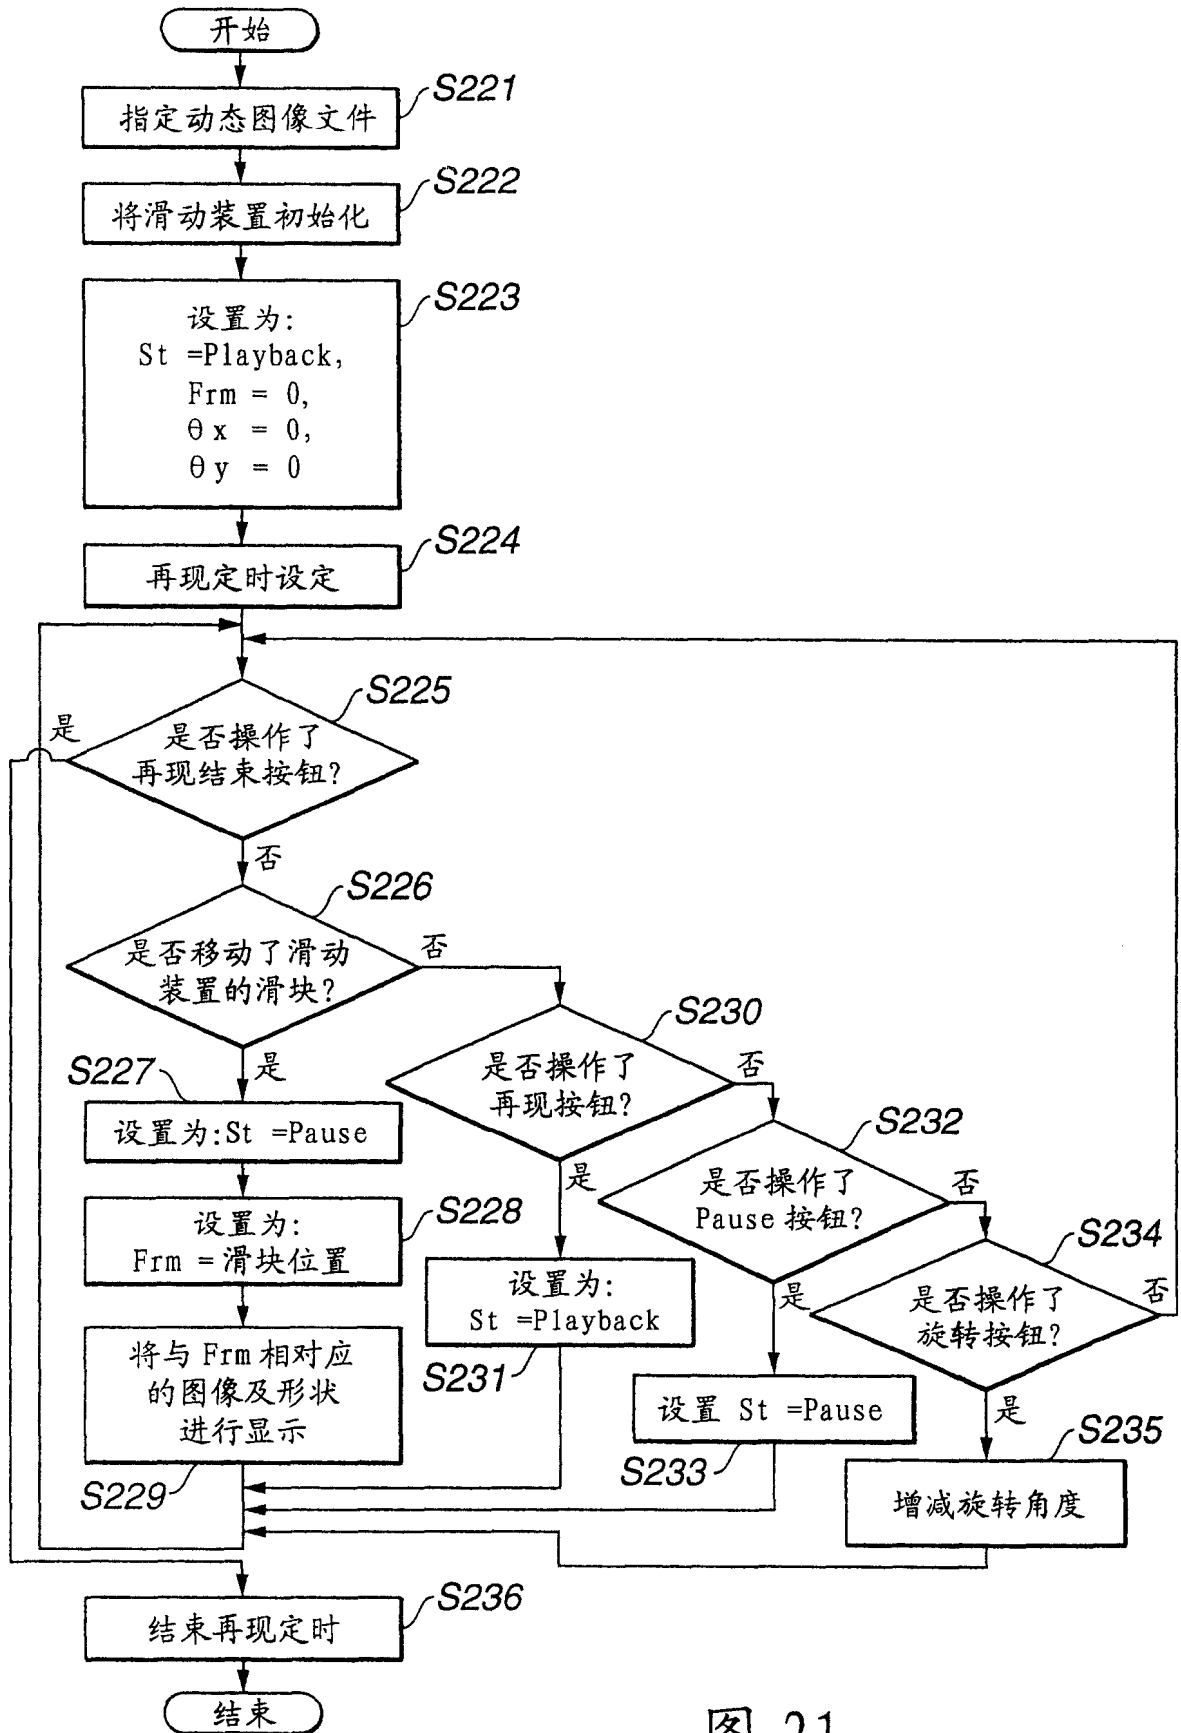 开始
S221
指定动态图像文件
S222
将滑动装置初始化
S223
设置为:
St =Playback,
Frm = 0,
θx = 0,
θy = 0
S224
再现定时设定
S225
是
是否操作了
再现结束按钮?
否
S226
是否移动了滑动
装置的滑块?
否
是
S227
设置为:St =Pause
S228
设置为:
Frm =滑块位置
将与 Frm 相对应
的图像及形状
进行显示
S229
S230
是否操作了
再现按钮?
否
是
设置为:
St =Playback
S231
S232
是否操作了
Pause 按钮?
否
是
设置 St =Pause
S233
S234
是否操作了
旋转按钮?
否
是
S235
增减旋转角度
S236
结束再现定时
结束
图 21